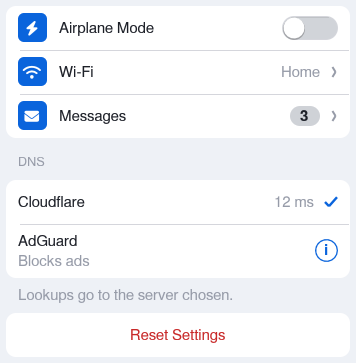 Airplane Mode
Wi-Fi Home
Messages 3
DNS
Cloudflare 12 ms
AdGuard
Blocks ads
Lookups go to the server chosen.
Reset Settings